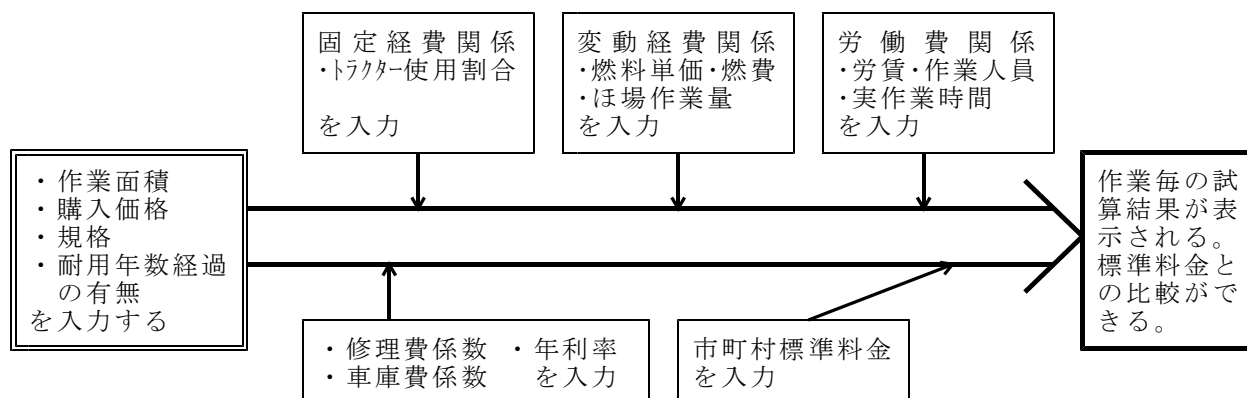 固定経費関係
・ﾄﾗｸﾀｰ使用割合
を入力
変動経費関係
・燃料単価・燃費
・ほ場作業量
を入力
労働費関係
・労賃・作業人員
・実作業時間
を入力
・作業面積
・購入価格
・規格
・耐用年数経過
の有無
を入力する
作業毎の試
算結果が表
示される。
標準料金と
の比較がで
きる。
・修理費係数 ・年利率
・車庫費係数 を入力
市町村標準料金
を入力